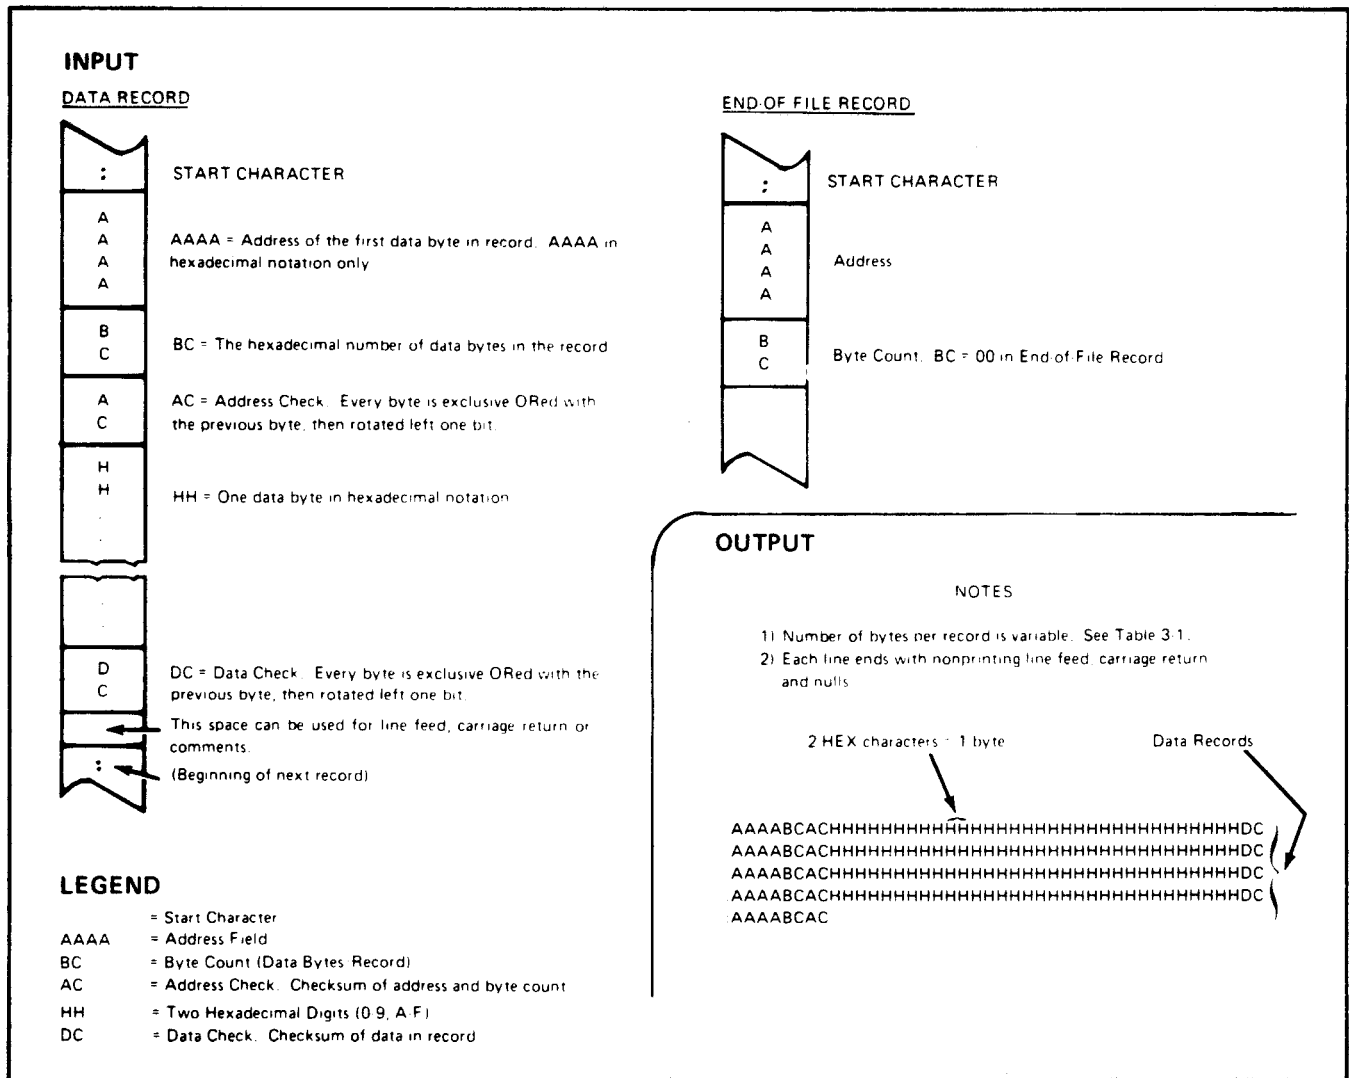 INPUT
DATA RECORD
:
START CHARACTER
A
A
A
A
AAAA = Address of the first data byte in record. AAAA in
hexadecimal notation only
B
C
BC = The hexadecimal number of data bytes in the record
A
C
AC = Address Check. Every byte is exclusive ORed with
the previous byte, then rotated left one bit.
H
H
HH = One data byte in hexadecimal notation
D
C
DC = Data Check. Every byte is exclusive ORed with the
previous byte, then rotated left one bit.
This space can be used for line feed, carriage return or
comments.
:
(Beginning of next record)
END-OF FILE RECORD
:
START CHARACTER
A
A
A
A
Address
B
C
Byte Count. BC = 00 in End-of-File Record
OUTPUT
NOTES
1) Number of bytes per record is variable. See Table 3-1.
2) Each line ends with nonprinting line feed, carriage return
and nulls
2 HEX characters = 1 byte
Data Records
AAAABCACHHHHHHHHHHHHHHHHHHHHHHHHHHHHHHHHDC
AAAABCACHHHHHHHHHHHHHHHHHHHHHHHHHHHHHHHHDC
AAAABCACHHHHHHHHHHHHHHHHHHHHHHHHHHHHHHHHDC
AAAABCACHHHHHHHHHHHHHHHHHHHHHHHHHHHHHHHHDC
AAAABCAC
LEGEND
= Start Character
AAAA = Address Field
BC = Byte Count (Data Bytes Record)
AC = Address Check. Checksum of address and byte count
HH = Two Hexadecimal Digits (0-9, A-F)
DC = Data Check. Checksum of data in record